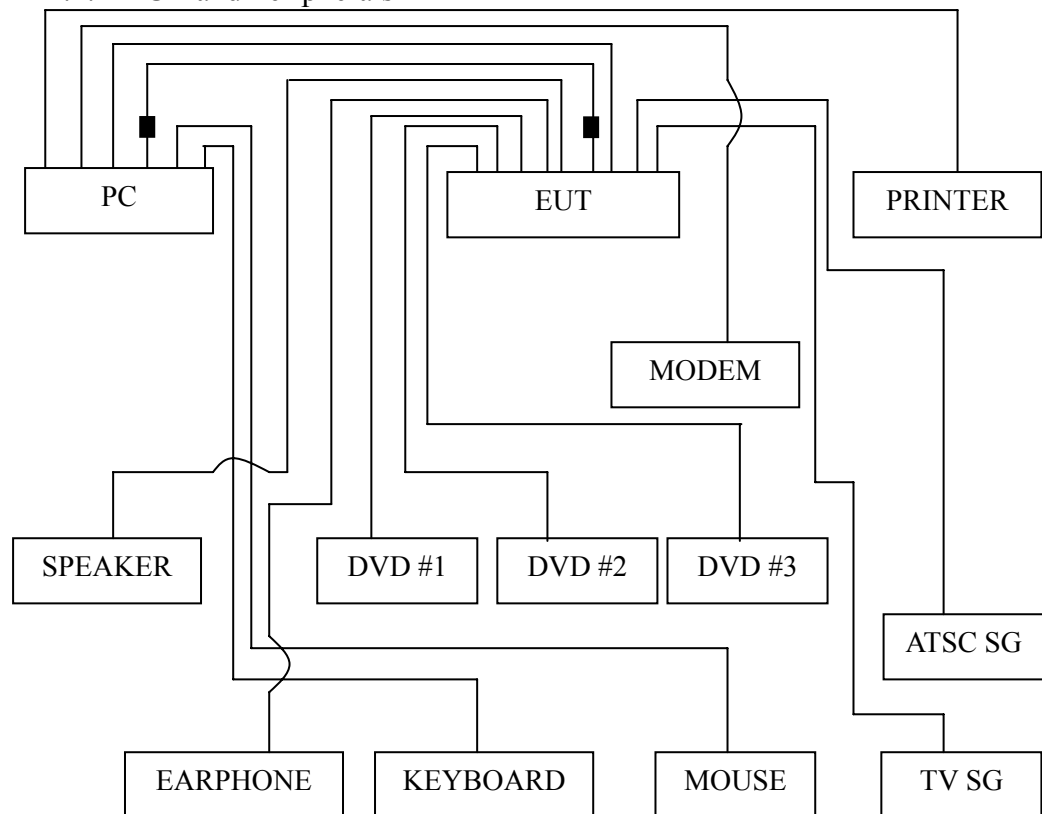 PC
EUT
PRINTER
MODEM
SPEAKER
DVD #1
DVD #2
DVD #3
ATSC SG
EARPHONE
KEYBOARD
MOUSE
TV SG